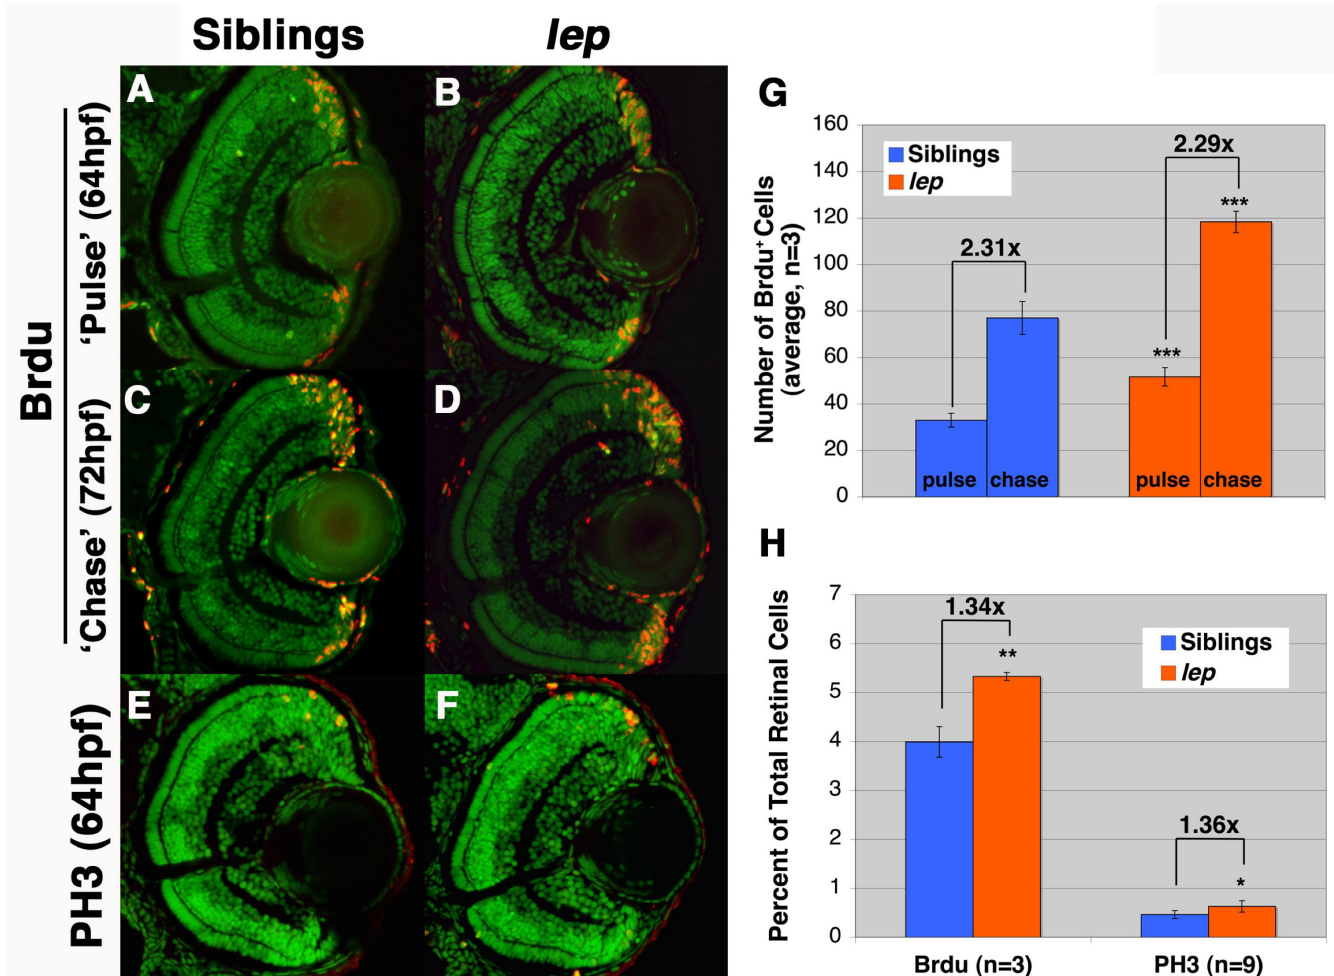 Siblings
lep
Brdu
'Pulse' (64hpf)
'Chase' (72hpf)
PH3 (64hpf)
A
B
C
D
E
F
G
Number of Brdu+ Cells
(average, n=3)
160
140
120
100
80
60
40
20
0
Siblings
lep
2.31x
2.29x
***
***
pulse
chase
pulse
chase
H
Percent of Total Retinal Cells
7
6
5
4
3
2
1
0
1.34x
**
Siblings
lep
1.36x
*
Brdu (n=3)
PH3 (n=9)